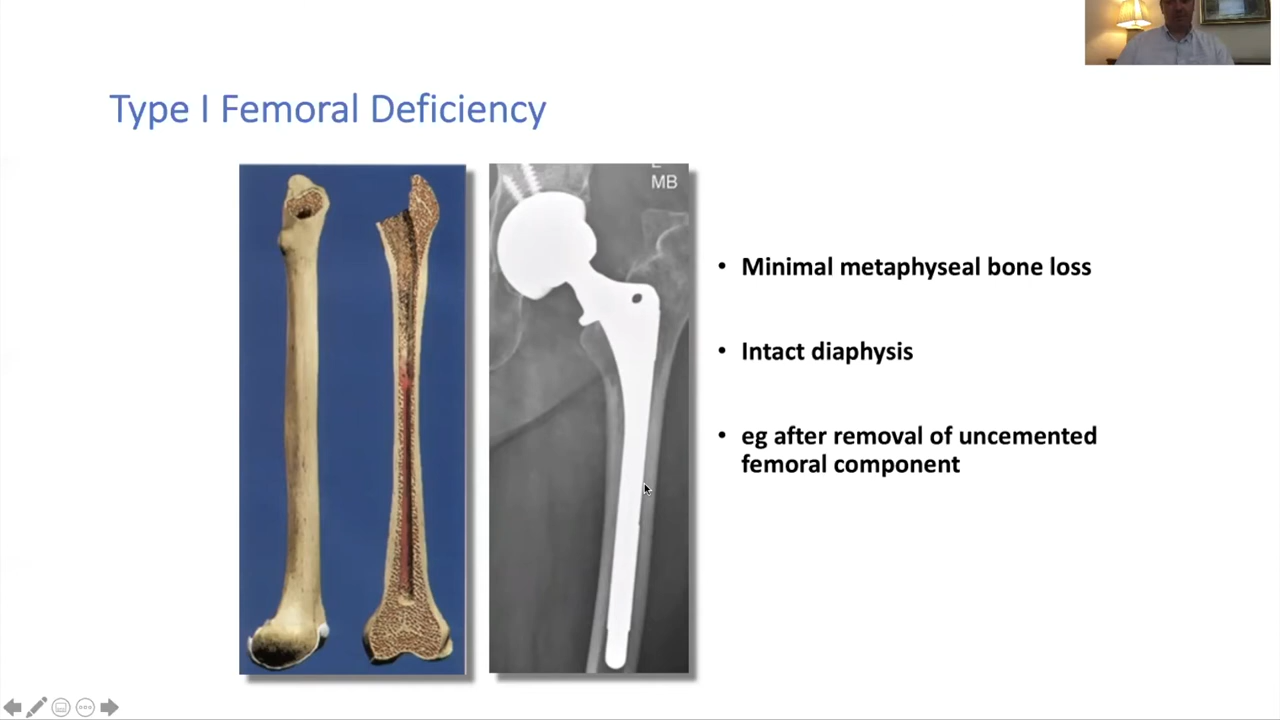 Type I Femoral Deficiency
MB
• Minimal metaphyseal bone loss
• Intact diaphysis
• eg after removal of uncemented
femoral component